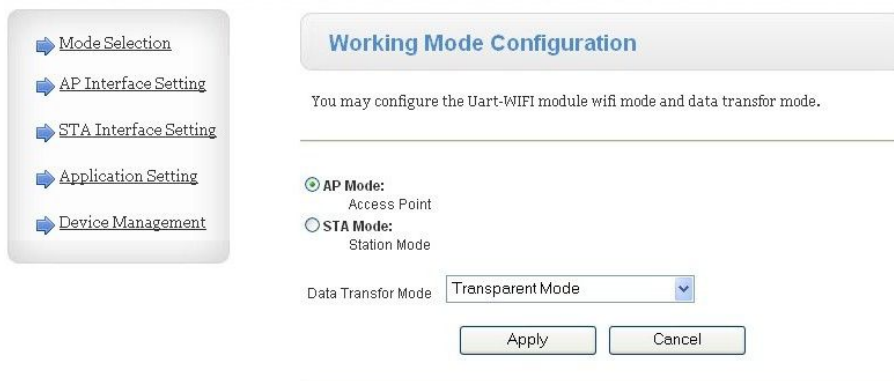 Mode Selection
AP Interface Setting
STA Interface Setting
Application Setting
Device Management
Working Mode Configuration
You may configure the Uart-WIFI module wifi mode and data transfor mode.
AP Mode:
Access Point
STA Mode:
Station Mode
Data Transfor Mode Transparent Mode
Apply Cancel